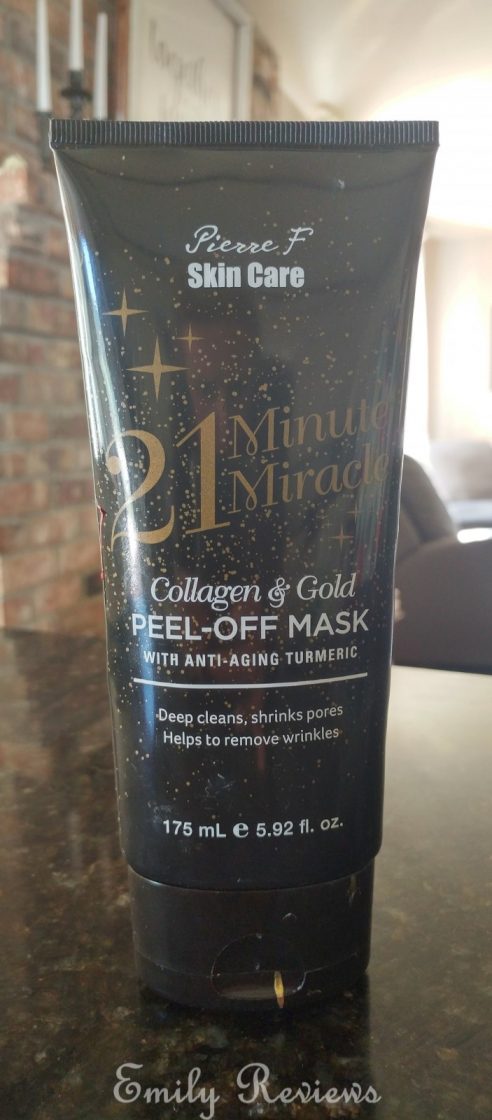 Pierre F
Skin Care
21 Minute
Miracle
Collagen & Gold
PEEL-OFF MASK
WITH ANTI-AGING TURMERIC
Deep cleans, shrinks pores
Helps to remove wrinkles
175 mL e 5.92 fl. oz.
Emily Reviews